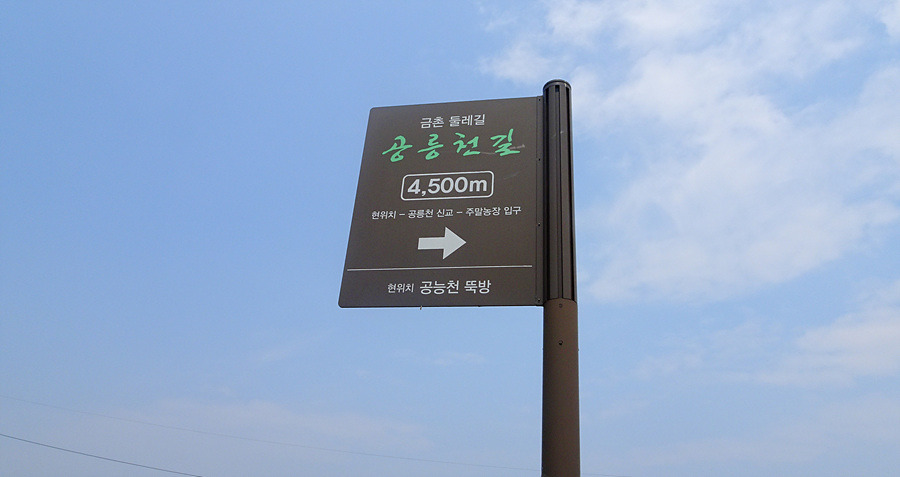 금촌 둘레길
공릉천길
4,500m
현위치 – 공릉천 신교 – 주말농장 입구
현위치 공능천 뚝방